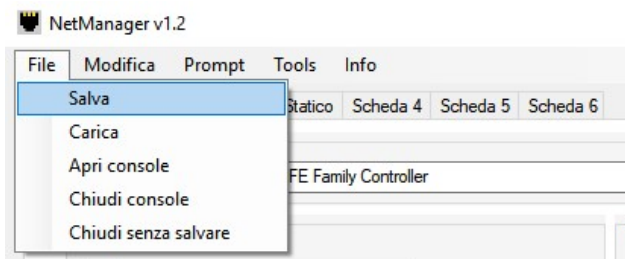 NetManager v1.2
File Modifica Prompt Tools Info
Salva
Statico Scheda 4 Scheda 5 Scheda 6
Carica
Apri console
FE Family Controller
Chiudi console
Chiudi senza salvare